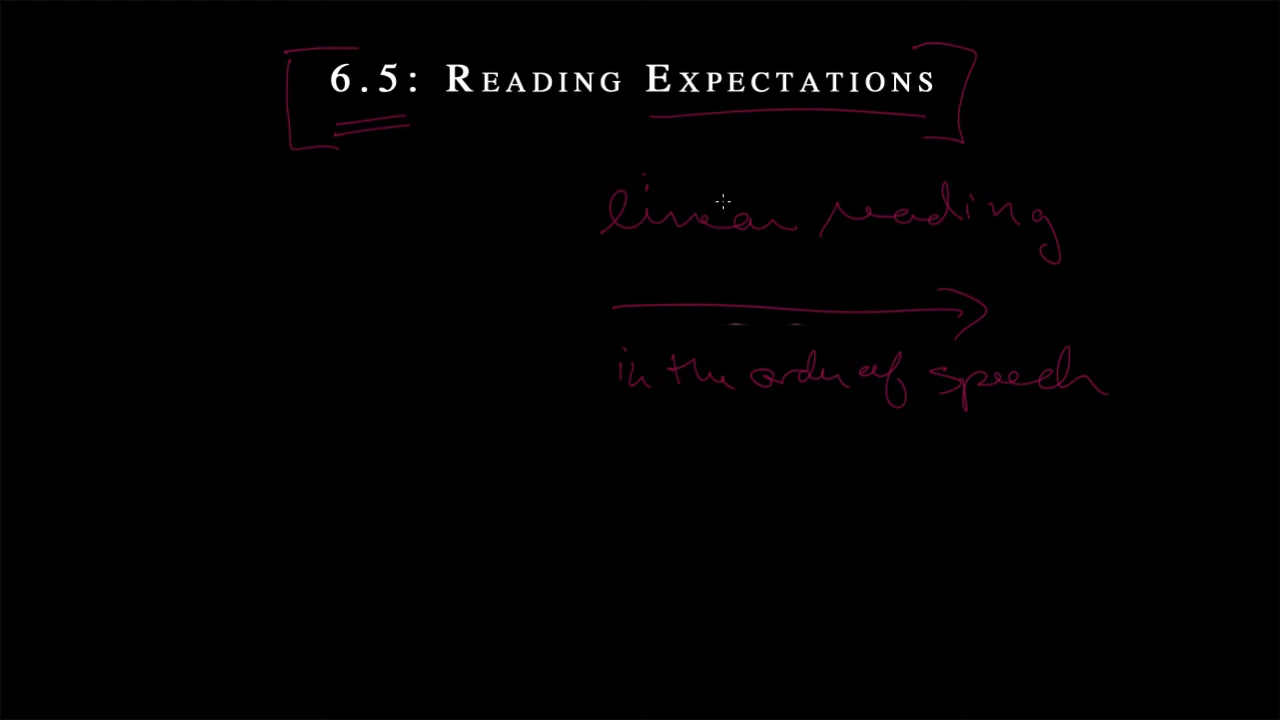 6.5: READING EXPECTATIONS
linear reading
in the order of speech